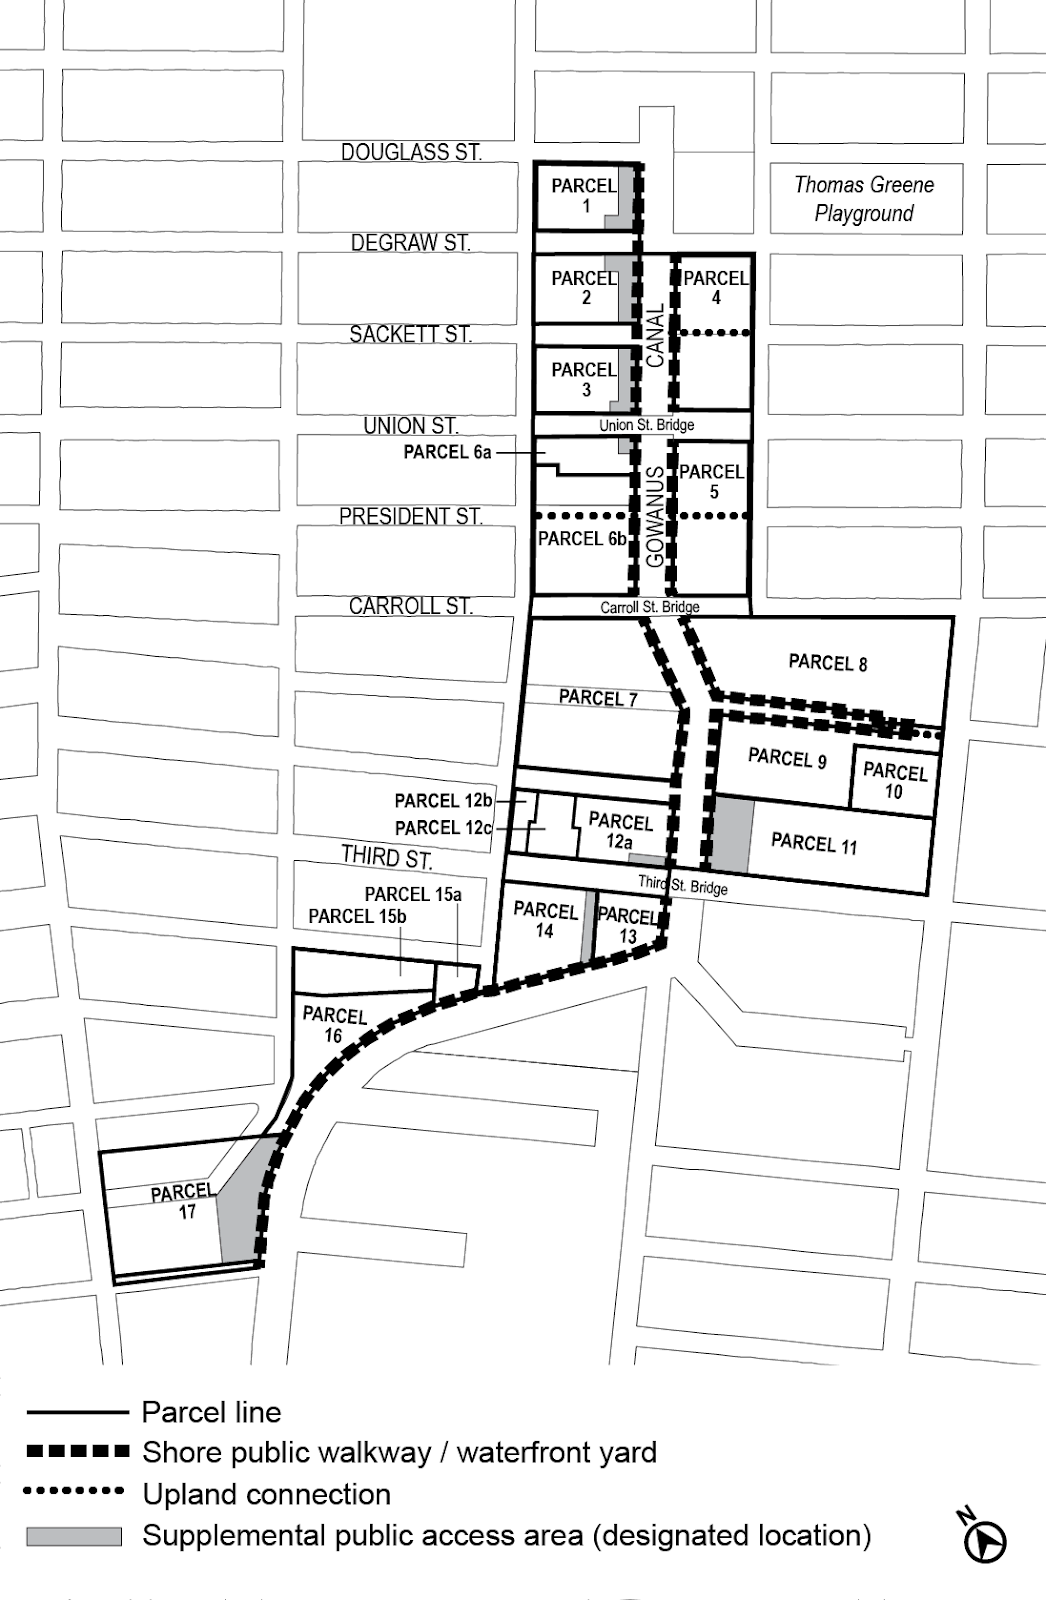 DOUGLASS ST.
PARCEL
1
Thomas Greene
Playground
DEGRAW ST.
PARCEL
2
PARCEL
4
SACKETT ST.
CANAL
PARCEL
3
UNION ST.
Union St. Bridge
PARCEL 6a
PARCEL
5
GOWANUS
PRESIDENT ST.
PARCEL 6b
CARROLL ST.
Carroll St. Bridge
PARCEL 8
PARCEL 7
PARCEL 9
PARCEL
10
PARCEL 12b
PARCEL 12c
PARCEL
12a
PARCEL 11
THIRD ST.
Third St. Bridge
PARCEL 15a
PARCEL 15b
PARCEL
14
PARCEL
13
PARCEL
16
PARCEL
17
Parcel line
Shore public walkway / waterfront yard
Upland connection
Supplemental public access area (designated location)
N